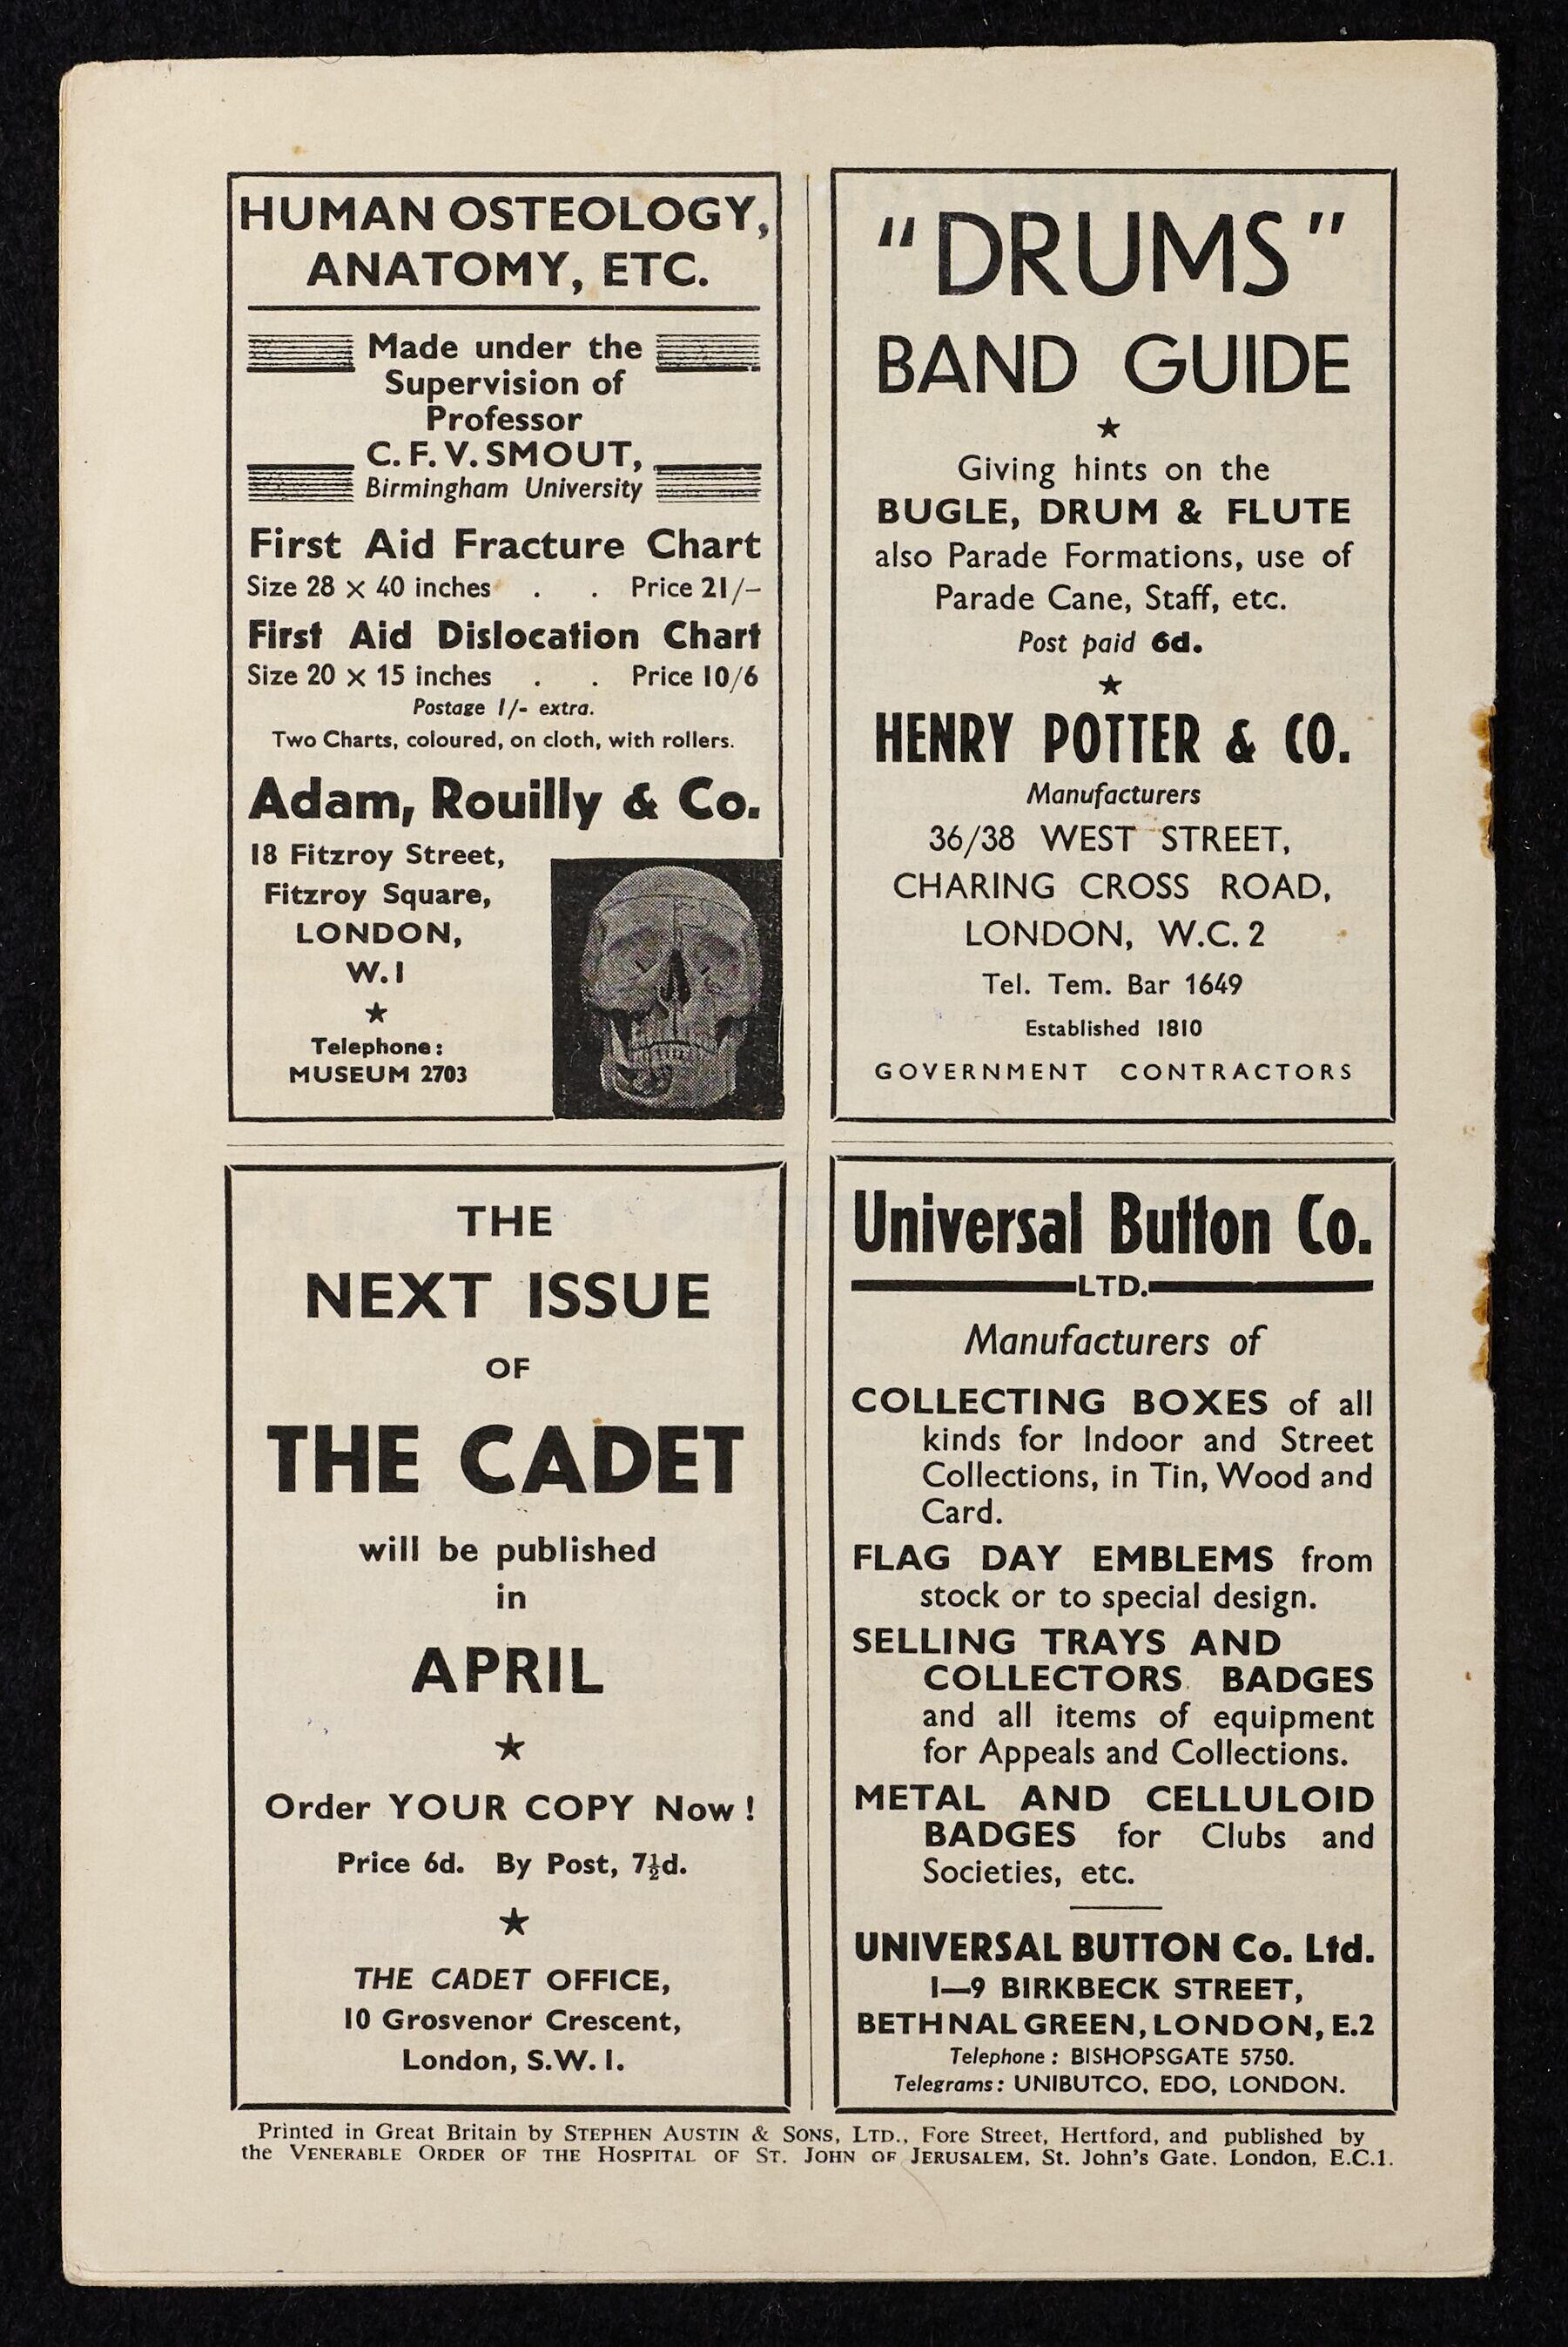 HUMAN OSTEOLOGY,
ANATOMY, ETC.
Made under the
Supervision of
Professor
C. F. V. SMOUT,
Birmingham University
First Aid Fracture Chart
Size 28 × 40 inches . . Price 21/–
First Aid Dislocation Chart
Size 20 × 15 inches . . Price 10/6
Postage 1/- extra.
Two Charts, coloured, on cloth, with rollers.
Adam, Rouilly & Co.
18 Fitzroy Street,
Fitzroy Square,
LONDON,
W.1
★
Telephone:
MUSEUM 2703
"DRUMS"
BAND GUIDE
★
Giving hints on the
BUGLE, DRUM & FLUTE
also Parade Formations, use of
Parade Cane, Staff, etc.
Post paid 6d.
★
HENRY POTTER & CO.
Manufacturers
36/38 WEST STREET,
CHARING CROSS ROAD,
LONDON, W.C.2
Tel. Tem. Bar 1649
Established 1810
GOVERNMENT CONTRACTORS
THE
NEXT ISSUE
OF
THE CADET
will be published
in
APRIL
★
Order YOUR COPY Now!
Price 6d. By Post, 7½d.
★
THE CADET OFFICE,
10 Grosvenor Crescent,
London, S.W.1.
Universal Button Co.
LTD.
Manufacturers of
COLLECTING BOXES of all
kinds for Indoor and Street
Collections, in Tin, Wood and
Card.
FLAG DAY EMBLEMS from
stock or to special design.
SELLING TRAYS AND
COLLECTORS BADGES
and all items of equipment
for Appeals and Collections.
METAL AND CELLULOID
BADGES for Clubs and
Societies, etc.
UNIVERSAL BUTTON Co. Ltd.
1—9 BIRKBECK STREET,
BETHNAL GREEN, LONDON, E.2
Telephone: BISHOPSGATE 5750.
Telegrams: UNIBUTCO, EDO, LONDON.
Printed in Great Britain by STEPHEN AUSTIN & SONS, LTD., Fore Street, Hertford, and published by
the VENERABLE ORDER OF THE HOSPITAL OF ST. JOHN OF JERUSALEM, St. John's Gate, London, E.C.1.